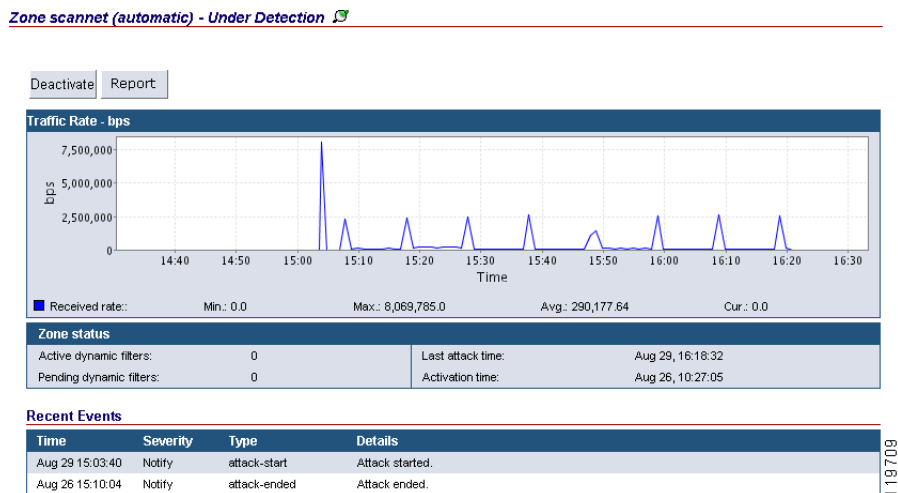 Zone scannet (automatic) - Under Detection
Deactivate Report
Traffic Rate - bps
7,500,000
5,000,000
2,500,000
0
bps
14:40 14:50 15:00 15:10 15:20 15:30 15:40 15:50 16:00 16:10 16:20 16:30
Time
Received rate:: Min.: 0.0 Max.: 8,069,785.0 Avg.: 290,177.64 Cur.: 0.0
Zone status
Active dynamic filters: 0 Last attack time: Aug 29, 16:18:32
Pending dynamic filters: 0 Activation time: Aug 26, 10:27:05
Recent Events
Time Severity Type Details
Aug 29 15:03:40 Notify attack-start Attack started.
Aug 26 15:10:04 Notify attack-ended Attack ended.
119709